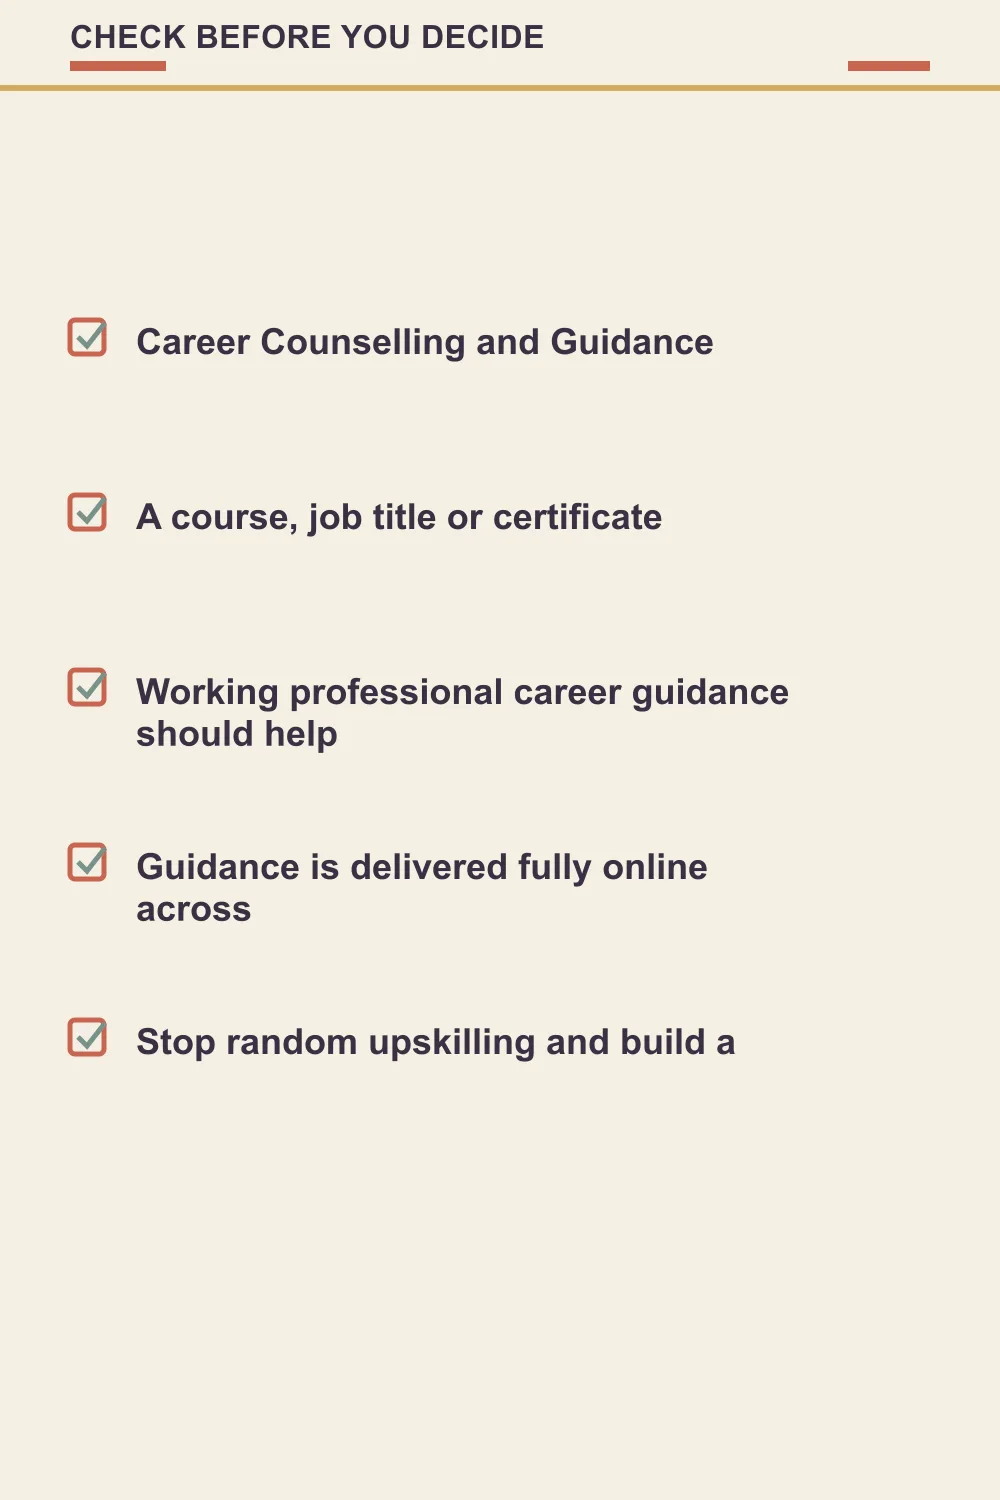 CHECK BEFORE YOU DECIDE
Career Counselling and Guidance
A course, job title or certificate
Working professional career guidance
should help
Guidance is delivered fully online
across
Stop random upskilling and build a